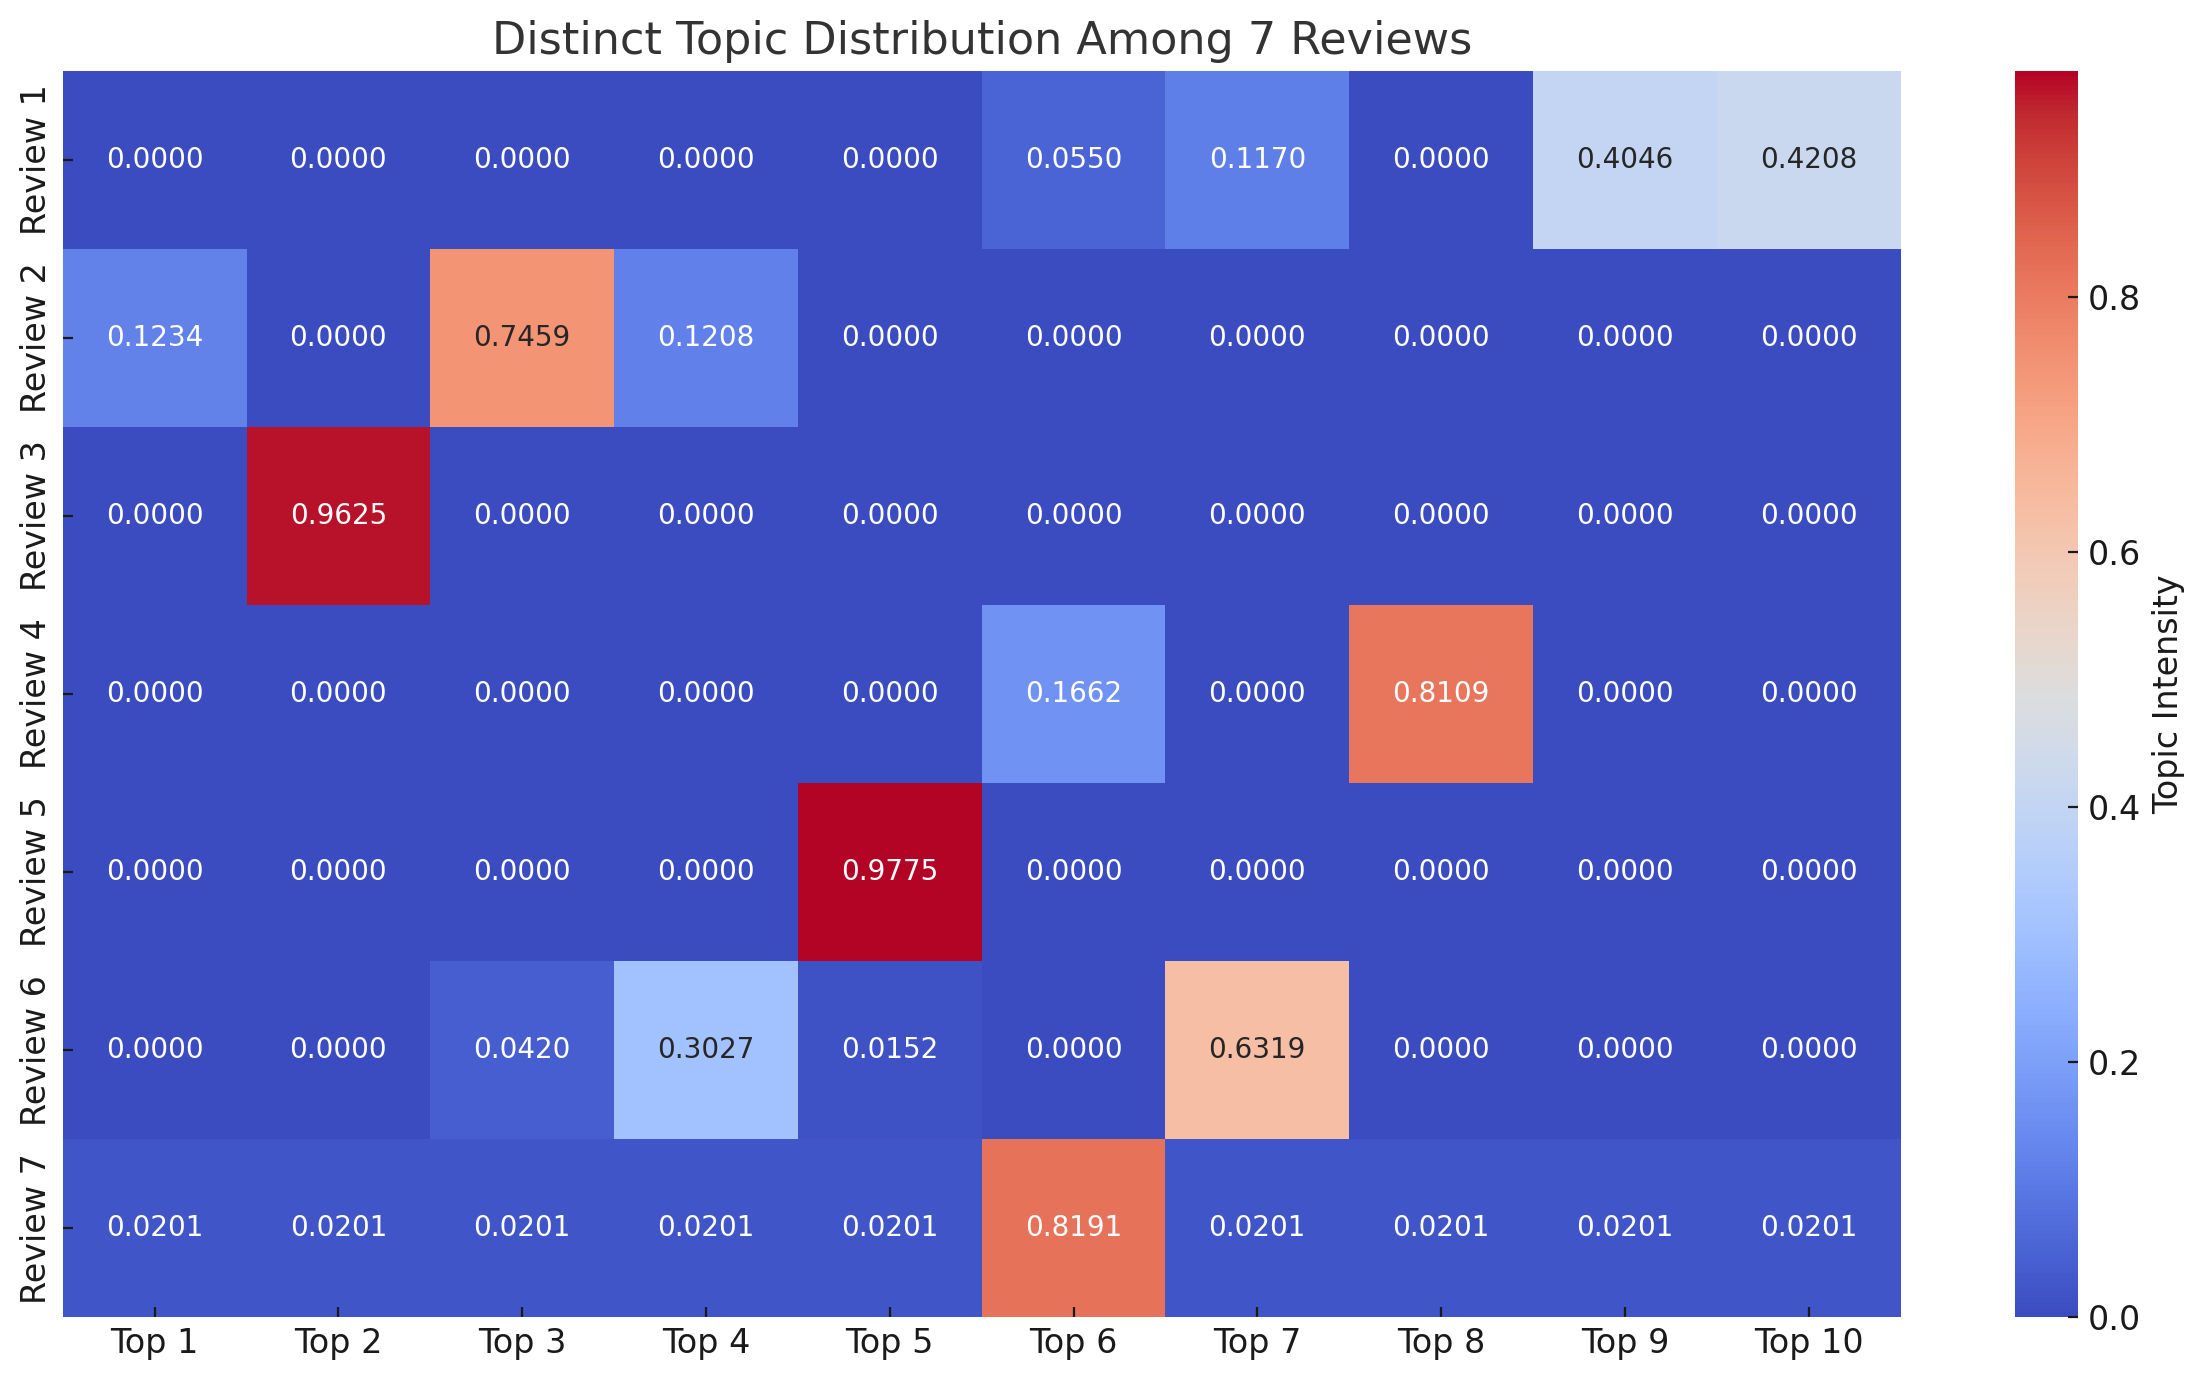 Distinct Topic Distribution Among 7 Reviews
Review 1
0.0000 0.0000 0.0000 0.0000 0.0000 0.0550 0.1170 0.0000 0.4046 0.4208
Review 2
0.1234 0.0000 0.7459 0.1208 0.0000 0.0000 0.0000 0.0000 0.0000 0.0000
Review 3
0.0000 0.9625 0.0000 0.0000 0.0000 0.0000 0.0000 0.0000 0.0000 0.0000
Review 4
0.0000 0.0000 0.0000 0.0000 0.0000 0.1662 0.0000 0.8109 0.0000 0.0000
Review 5
0.0000 0.0000 0.0000 0.0000 0.9775 0.0000 0.0000 0.0000 0.0000 0.0000
Review 6
0.0000 0.0000 0.0420 0.3027 0.0152 0.0000 0.6319 0.0000 0.0000 0.0000
Review 7
0.0201 0.0201 0.0201 0.0201 0.0201 0.8191 0.0201 0.0201 0.0201 0.0201
Top 1 Top 2 Top 3 Top 4 Top 5 Top 6 Top 7 Top 8 Top 9 Top 10
0.8
0.6
0.4
0.2
0.0
Topic Intensity